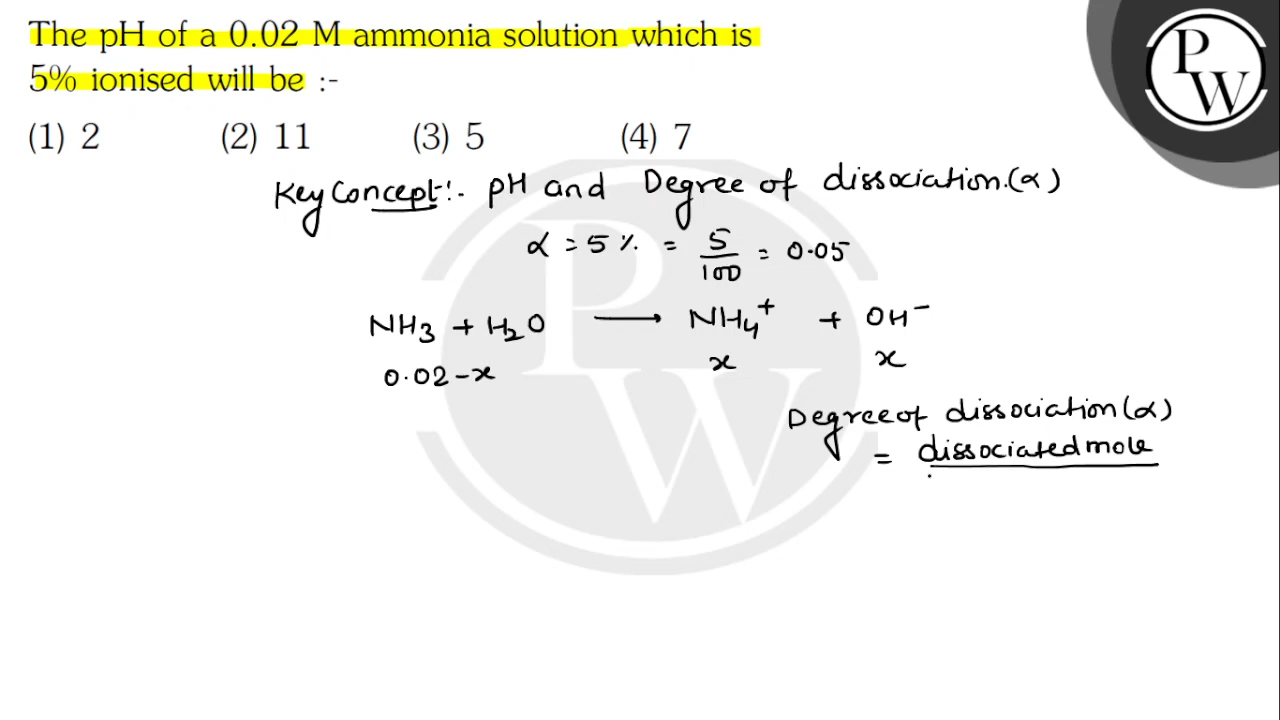 The pH of a 0.02 M ammonia solution which is
5% ionised will be :-
(1) 2 (2) 11 (3) 5 (4) 7
Key Concept:- pH and Degree of dissociation.(α)
α = 5 % = 5/100 = 0.05
NH3 + H2O ⟶ NH4+ + OH−
0.02-x x x
Degree of dissociation(α)
= dissociated mole
P
W
P
W